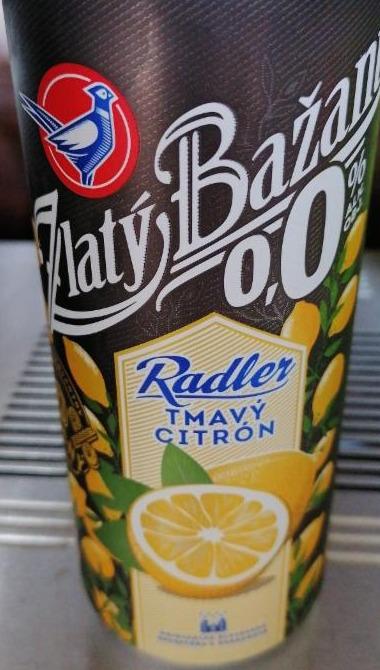 Zlatý Bažant
0,0%
Radler
TMAVÝ
CITRÓN